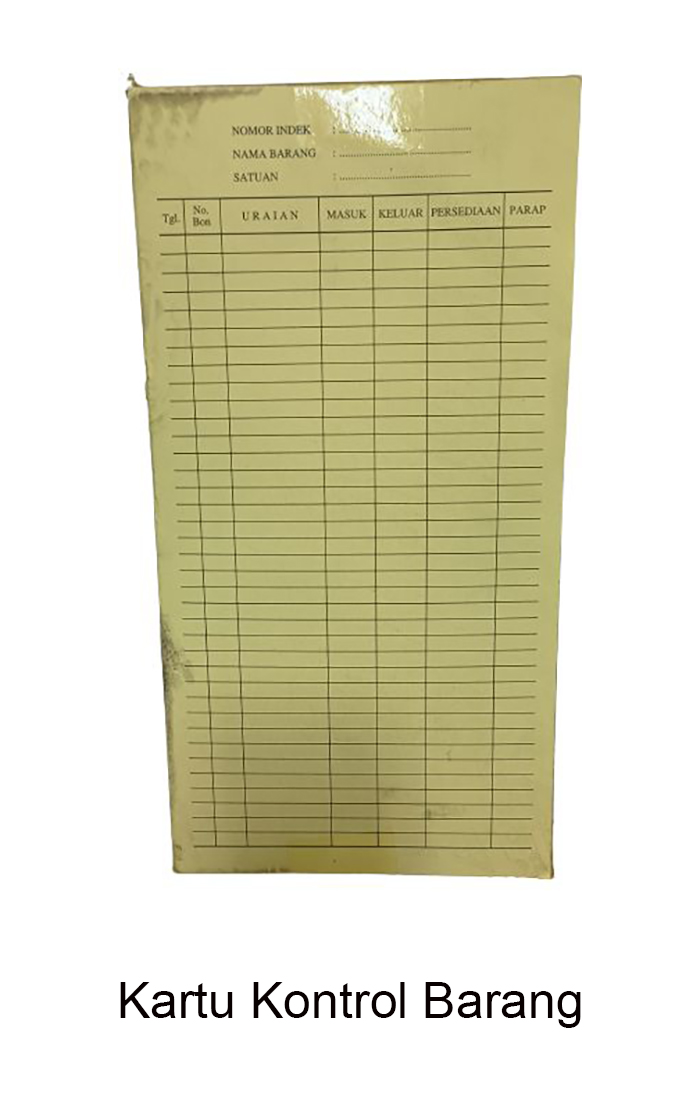 NOMOR INDEK : ........................................
NAMA BARANG : ........................................
SATUAN : ........................................
Tgl. No. Bon URAIAN MASUK KELUAR PERSEDIAAN PARAP
Kartu Kontrol Barang